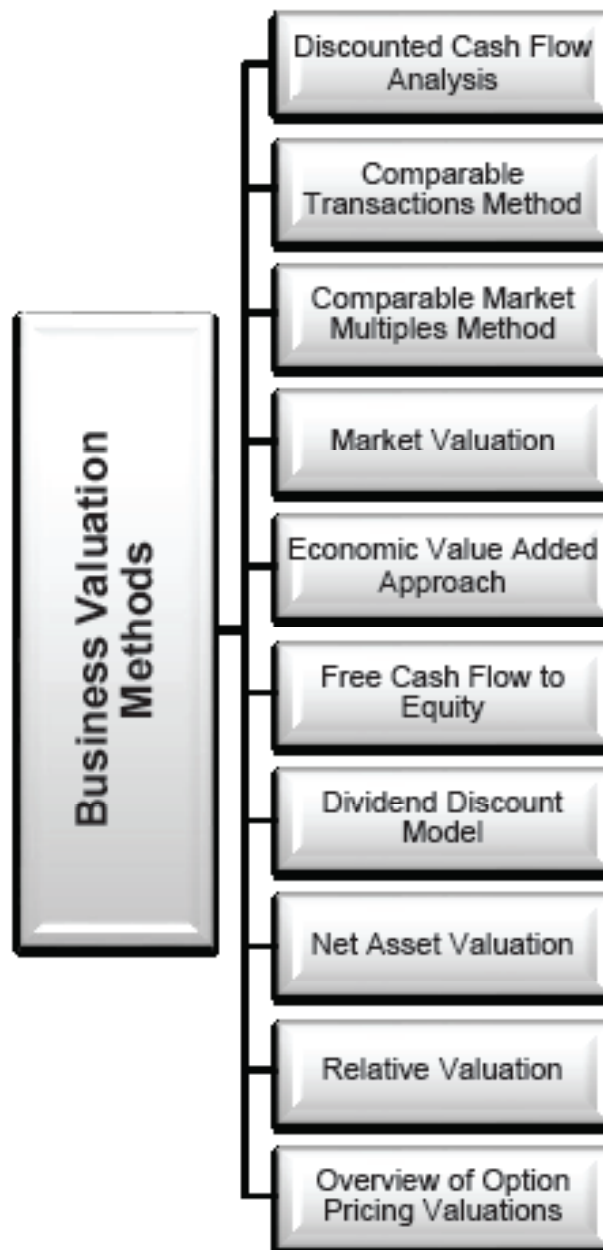 Business Valuation
Methods
Discounted Cash Flow
Analysis
Comparable
Transactions Method
Comparable Market
Multiples Method
Market Valuation
Economic Value Added
Approach
Free Cash Flow to
Equity
Dividend Discount
Model
Net Asset Valuation
Relative Valuation
Overview of Option
Pricing Valuations